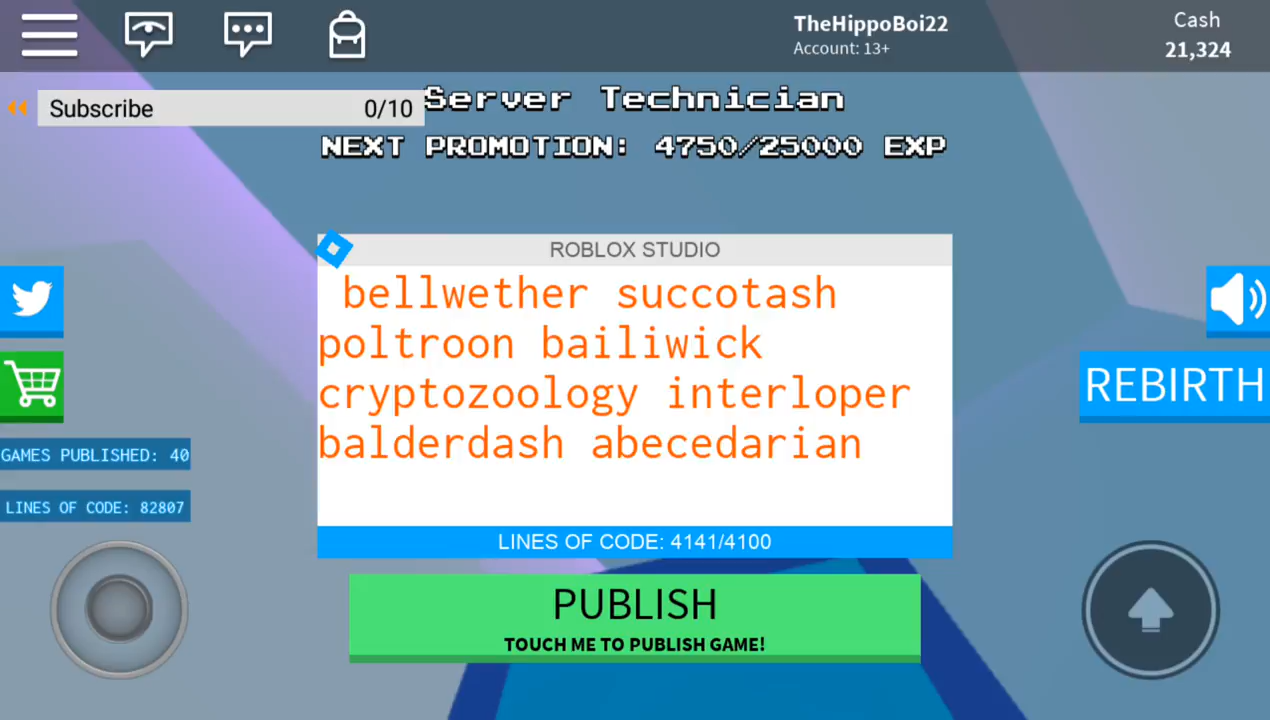 TheHippoBoi22
Account: 13+
Cash
21,324
Subscribe 0/10
Server Technician
NEXT PROMOTION: 4750/25000 EXP
ROBLOX STUDIO
bellwether succotash
poltroon bailiwick
cryptozoology interloper
balderdash abecedarian
LINES OF CODE: 4141/4100
PUBLISH
TOUCH ME TO PUBLISH GAME!
GAMES PUBLISHED: 40
LINES OF CODE: 82807
REBIRTH